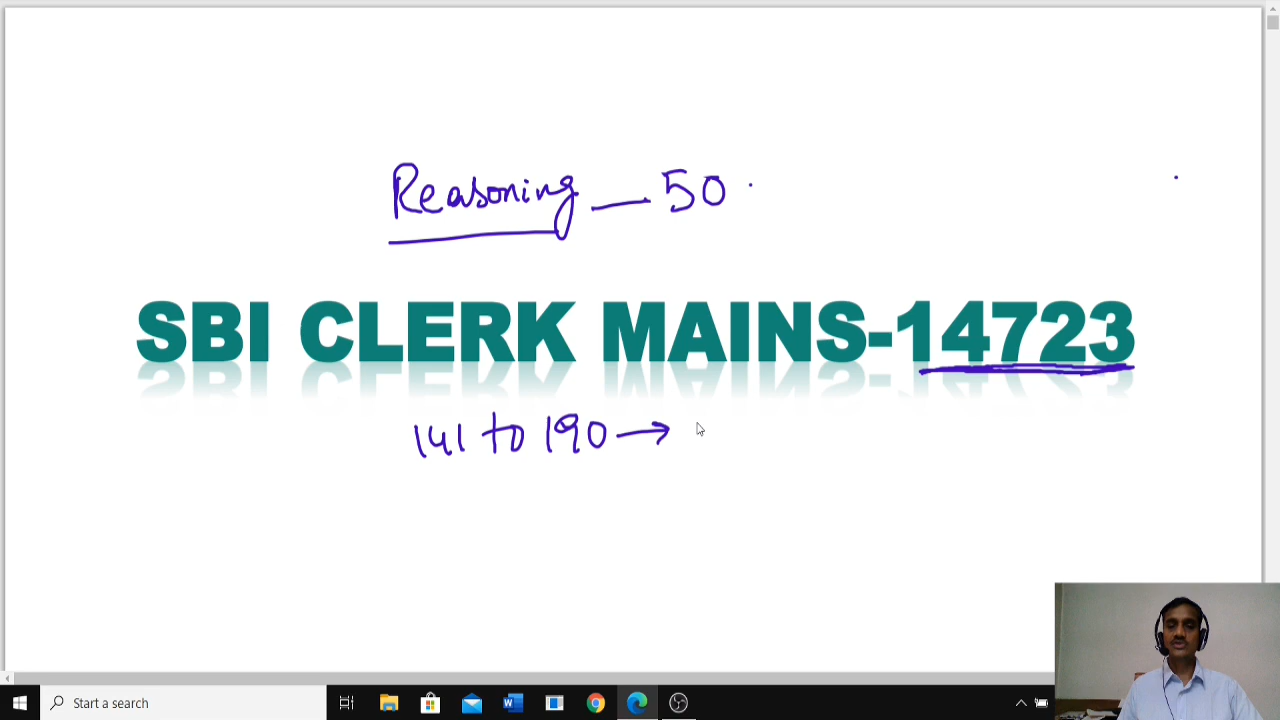 Reasoning — 50
SBI CLERK MAINS-14723
141 to 190 →
Start a search